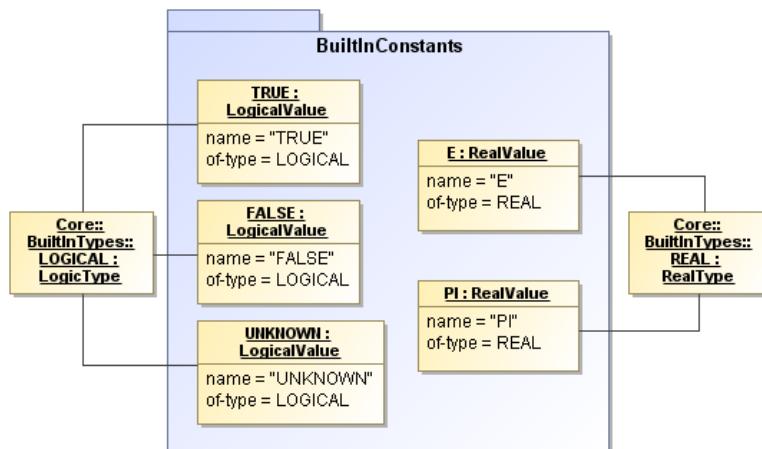 BuiltInConstants
TRUE :
LogicalValue
name = "TRUE"
of-type = LOGICAL
E : RealValue
name = "E"
of-type = REAL
FALSE :
LogicalValue
name = "FALSE"
of-type = LOGICAL
Core::
BuiltInTypes::
LOGICAL :
LogicType
Core::
BuiltInTypes::
REAL :
RealType
PI : RealValue
name = "PI"
of-type = REAL
UNKNOWN :
LogicalValue
name = "UNKNOWN"
of-type = LOGICAL